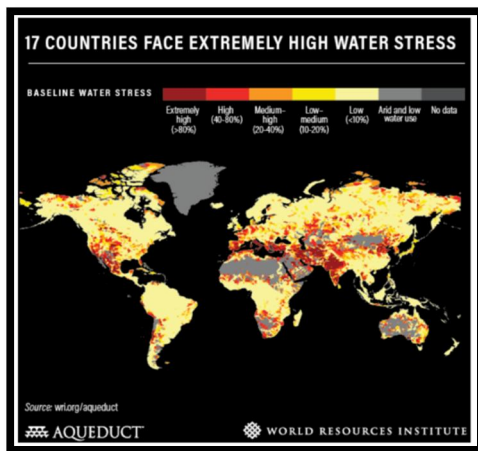 17 COUNTRIES FACE EXTREMELY HIGH WATER STRESS
BASELINE WATER STRESS
Extremely high (>80%)
High (40-80%)
Medium–high (20-40%)
Low–medium (10-20%)
Low (<10%)
Arid and low water use
No data
Source: wri.org/aqueduct
AQUEDUCT™
WORLD RESOURCES INSTITUTE